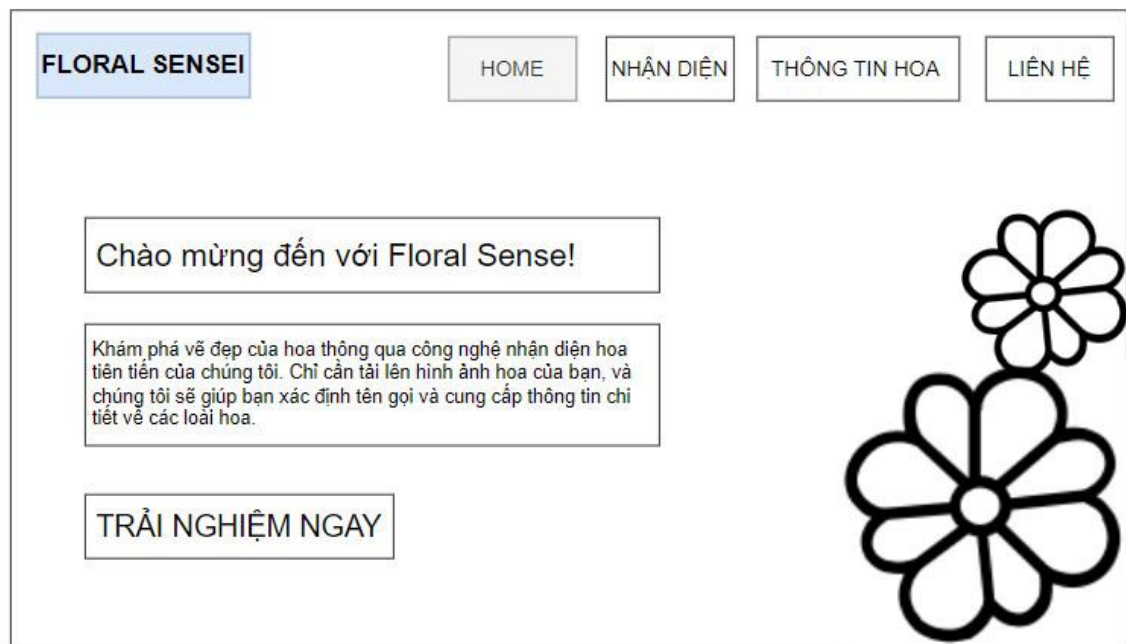 FLORAL SENSEI
HOME
NHẬN DIỆN
THÔNG TIN HOA
LIÊN HỆ
Chào mừng đến với Floral Sense!
Khám phá vẽ đẹp của hoa thông qua công nghệ nhận diện hoa
tiên tiến của chúng tôi. Chỉ cần tải lên hình ảnh hoa của bạn, và
chúng tôi sẽ giúp bạn xác định tên gọi và cung cấp thông tin chi
tiết về các loài hoa.
TRẢI NGHIỆM NGAY